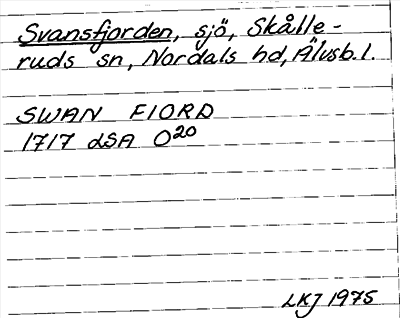 Svansfjorden, sjö, Skålle-
ruds sn, Nordals hd, Älvsb.l.
SWAN FIORD
1717 dSA O20
LKJ 1975